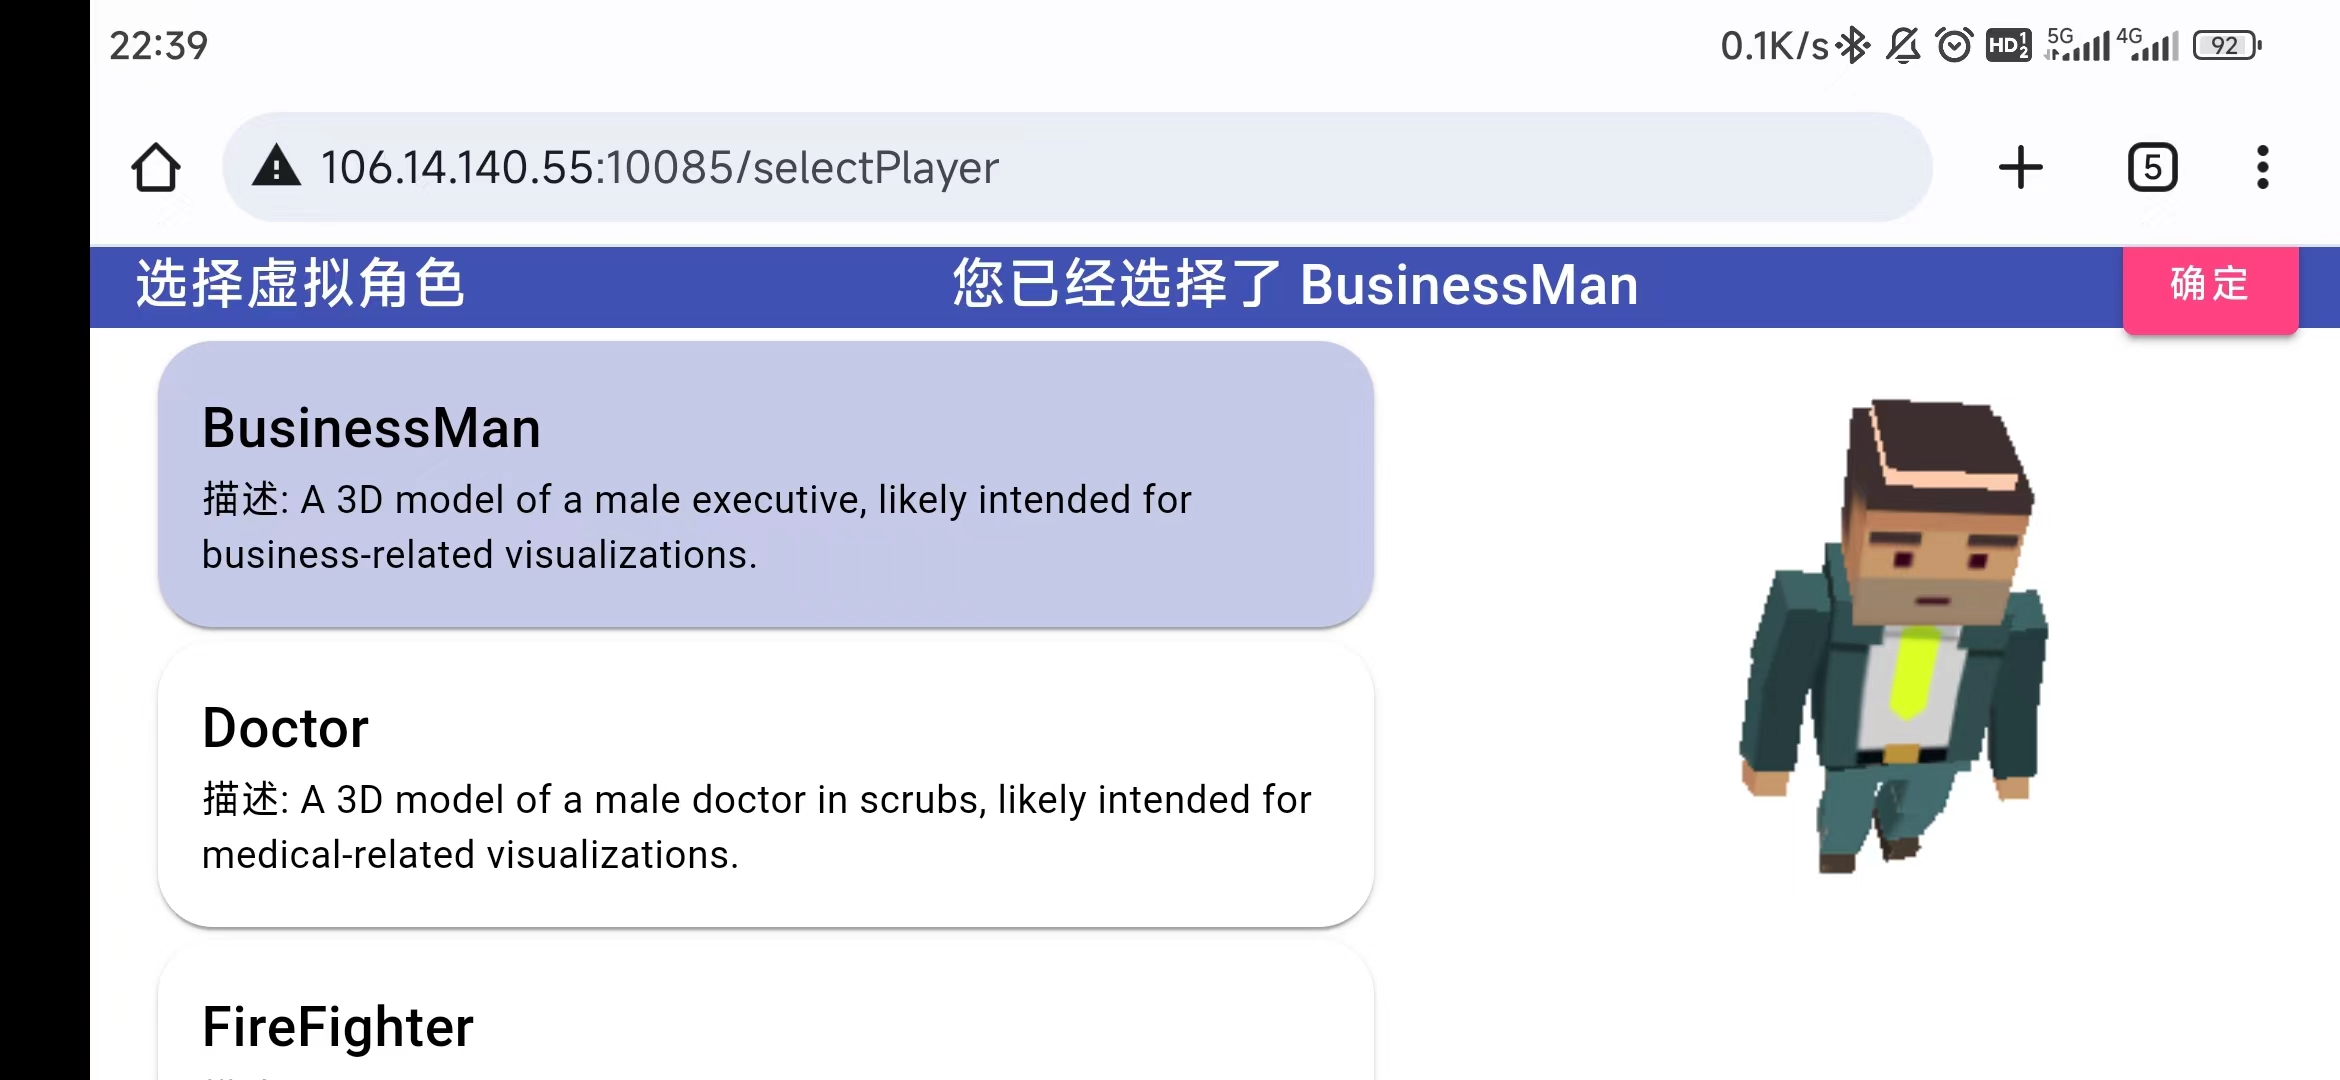 22:39
0.1K/s HD 1 2 5G 4G 92
106.14.140.55:10085/selectPlayer
5
选择虚拟角色
您已经选择了 BusinessMan
确定
BusinessMan
描述: A 3D model of a male executive, likely intended for
business-related visualizations.
Doctor
描述: A 3D model of a male doctor in scrubs, likely intended for
medical-related visualizations.
FireFighter